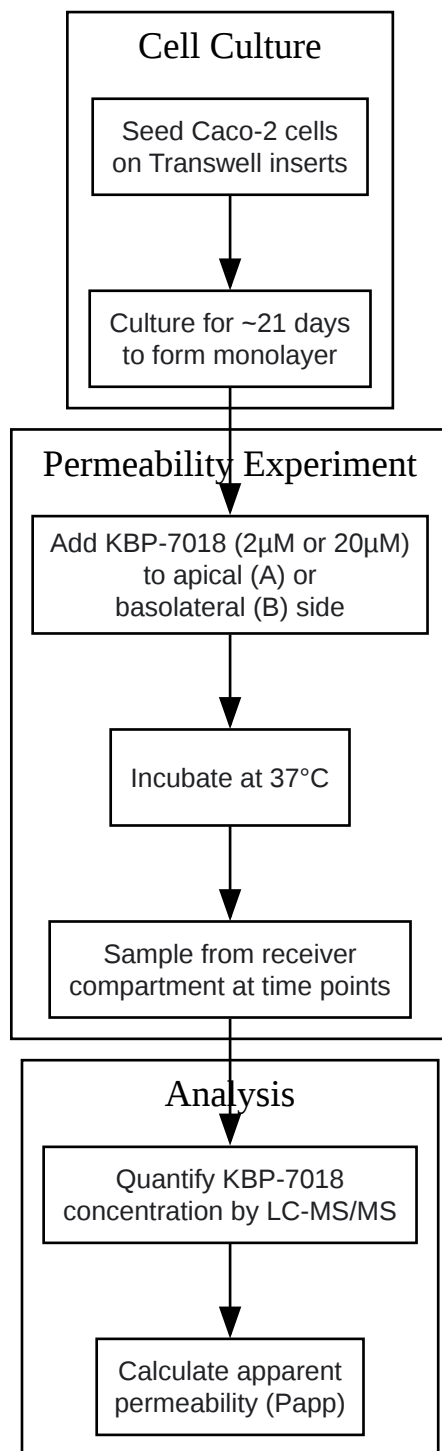 Cell Culture
Seed Caco-2 cells
on Transwell inserts
Culture for ~21 days
to form monolayer
Permeability Experiment
Add KBP-7018 (2μM or 20μM)
to apical (A) or
basolateral (B) side
Incubate at 37°C
Sample from receiver
compartment at time points
Analysis
Quantify KBP-7018
concentration by LC-MS/MS
Calculate apparent
permeability (Papp)